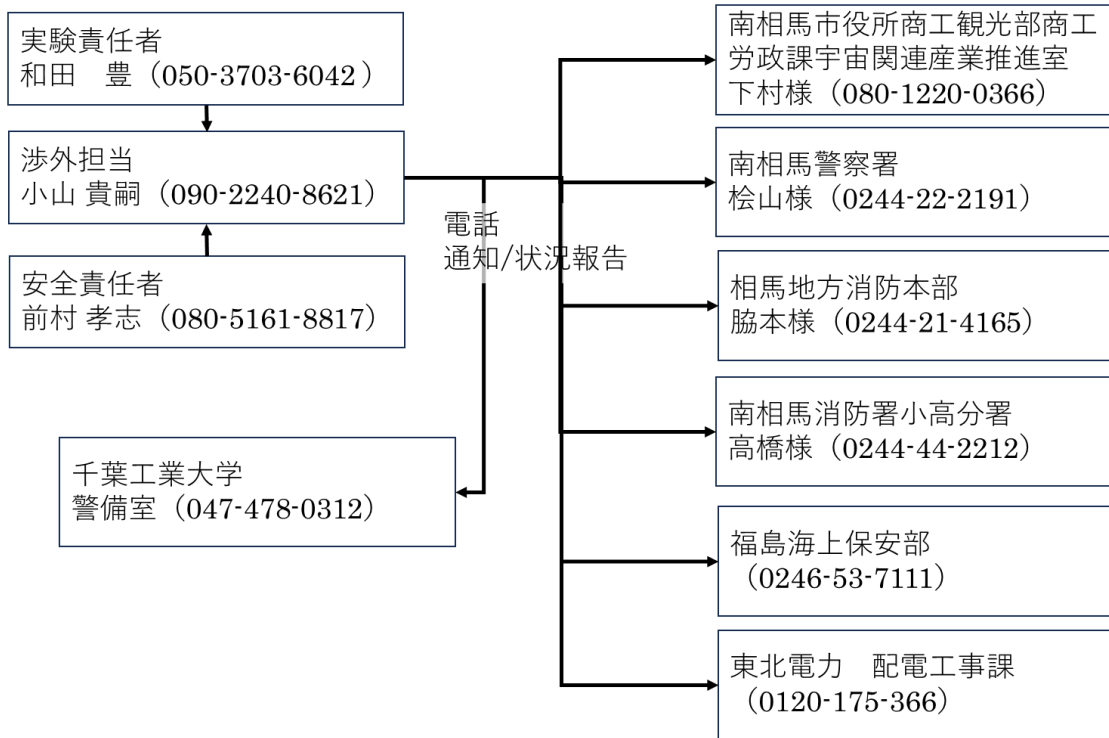 実験責任者
和田　豊（050-3703-6042）
渉外担当
小山 貴嗣（090-2240-8621）
安全責任者
前村 孝志（080-5161-8817）
千葉工業大学
警備室（047-478-0312）
電話
通知/状況報告
南相馬市役所商工観光部商工
労政課宇宙関連産業推進室
下村様（080-1220-0366）
南相馬警察署
桧山様（0244-22-2191）
相馬地方消防本部
脇本様（0244-21-4165）
南相馬消防署小高分署
高橋様（0244-44-2212）
福島海上保安部
（0246-53-7111）
東北電力　配電工事課
（0120-175-366）